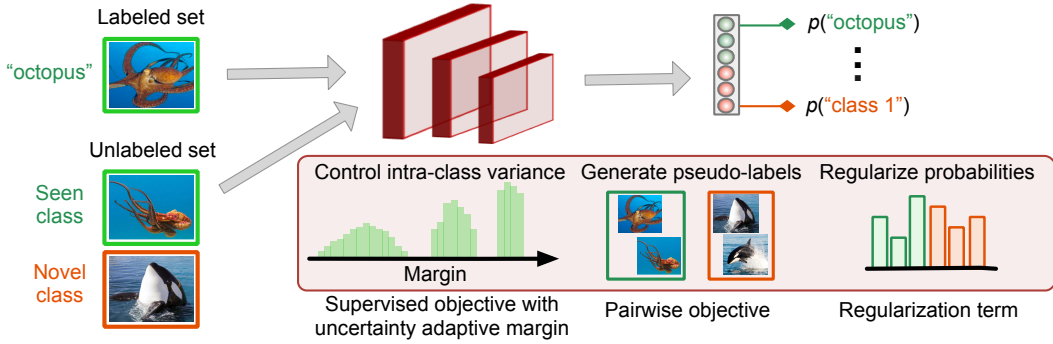 Labeled set
“octopus”
Unlabeled set
Seen
class
Novel
class
p(“octopus”)
p(“class 1”)
Control intra-class variance
Margin
Supervised objective with
uncertainty adaptive margin
Generate pseudo-labels
Pairwise objective
Regularize probabilities
Regularization term